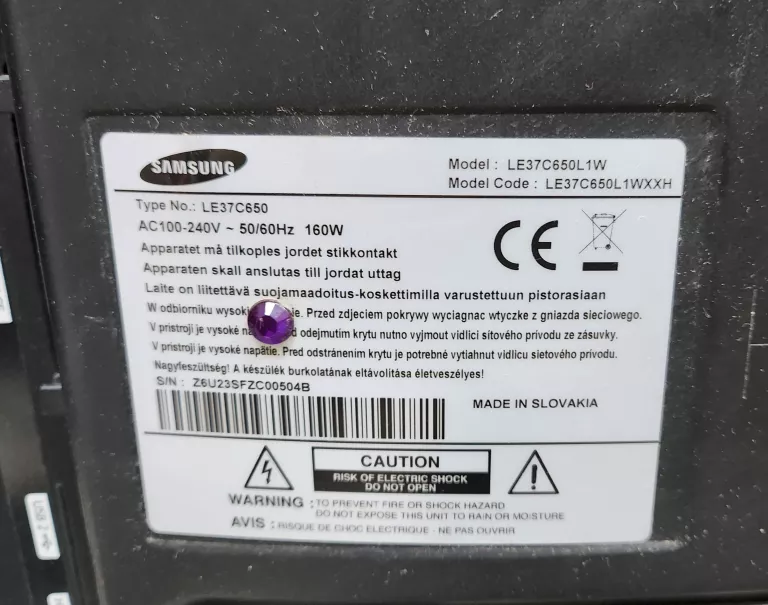 SAMSUNG
Model : LE37C650L1W
Model Code : LE37C650L1WXXH
Type No.: LE37C650
AC100-240V ~ 50/60Hz 160W
Apparatet må tilkoples jordet stikkontakt
Apparaten skall anslutas till jordat uttag
Laite on liitettävä suojamaadoitus-koskettimilla varustettuun pistorasiaan
W odbiorniku Przed zdjeciem pokrywy wyciagnac wtyczke z gniazda sieciowego.
V pristroji je vysoké odejmutím krytu nutno vyjmout vidlici sítového prívodu ze zásuvky.
V pristroji je vysoké napätie. Pred odstránením krytu je potrebné vytiahnut vidlicu sietového prívodu.
Nagyfeszültség! A készülék burkolatának eltávolítása életveszélyes!
S/N : Z6U23SFZC00504B
MADE IN SLOVAKIA
CE
CAUTION
RISK OF ELECTRIC SHOCK
DO NOT OPEN
WARNING : TO PREVENT FIRE OR SHOCK HAZARD
DO NOT EXPOSE THIS UNIT TO RAIN OR MOISTURE
AVIS : RISQUE DE CHOC ELECTRIQUE - NE PAS OUVRIR